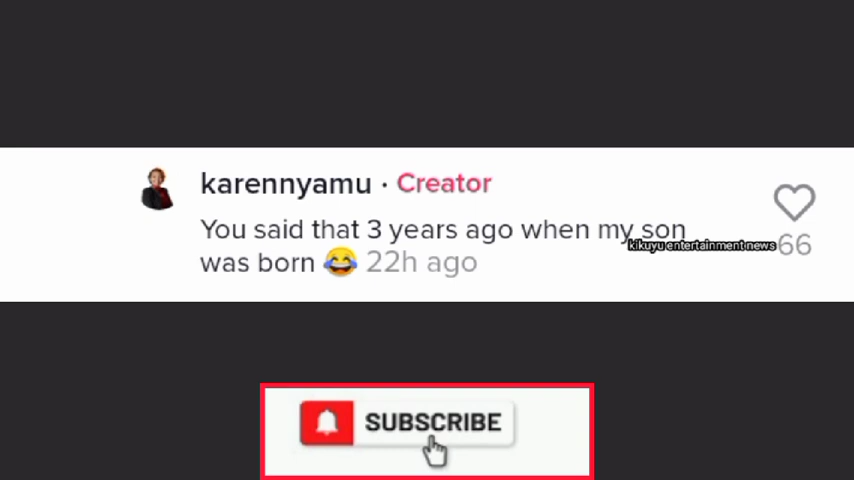 karennyamu · Creator
You said that 3 years ago when my son
was born 😂 22h ago
66
kikuyu entertainment news
SUBSCRIBE